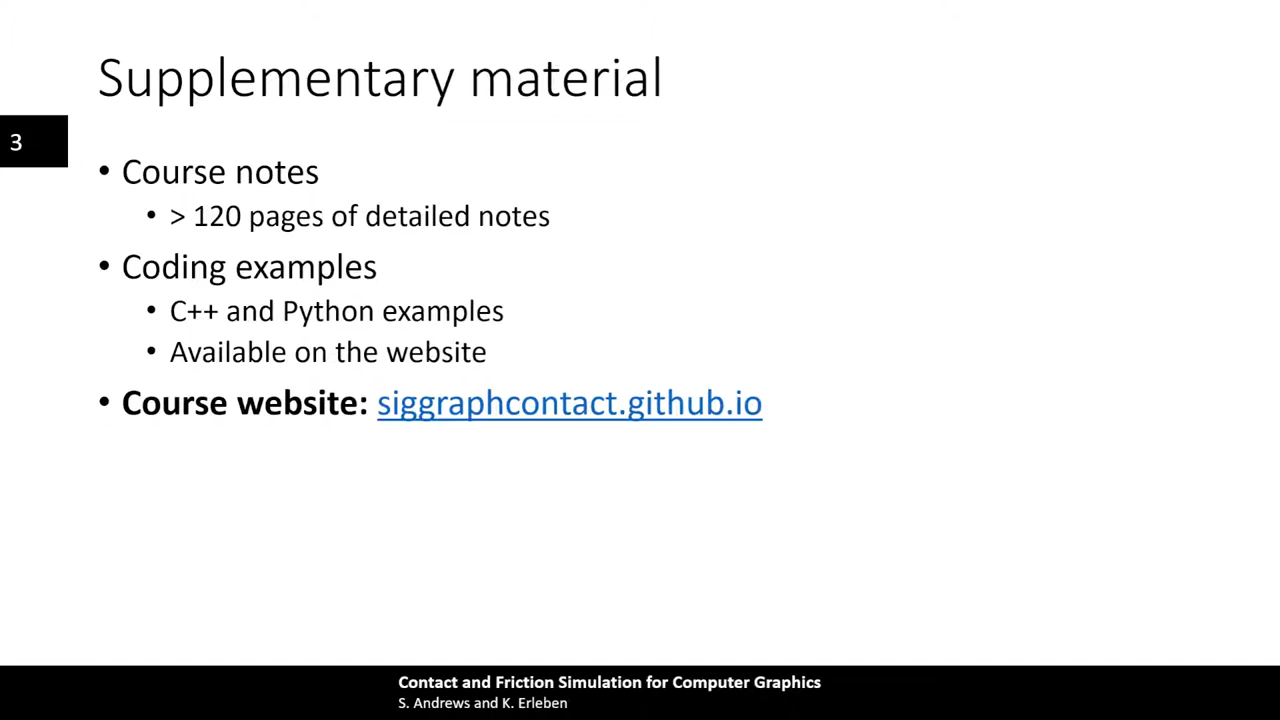 Supplementary material
3
• Course notes
• > 120 pages of detailed notes
• Coding examples
• C++ and Python examples
• Available on the website
• Course website: siggraphcontact.github.io
Contact and Friction Simulation for Computer Graphics
S. Andrews and K. Erleben